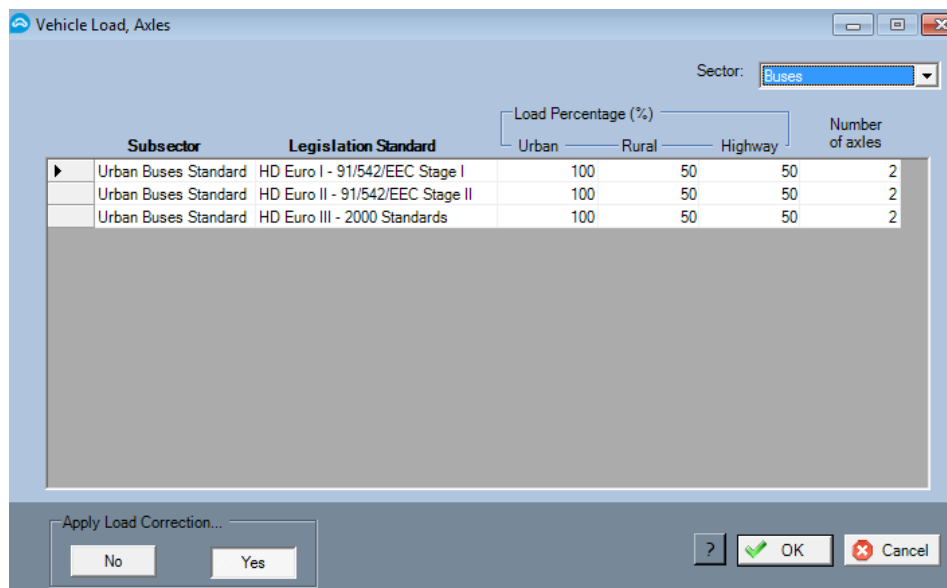 Vehicle Load, Axles
Sector: Buses
Load Percentage (%)
Subsector Legislation Standard Urban Rural Highway Number of axles
Urban Buses Standard HD Euro I - 91/542/EEC Stage I 100 50 50 2
Urban Buses Standard HD Euro II - 91/542/EEC Stage II 100 50 50 2
Urban Buses Standard HD Euro III - 2000 Standards 100 50 50 2
Apply Load Correction...
No Yes ? OK Cancel